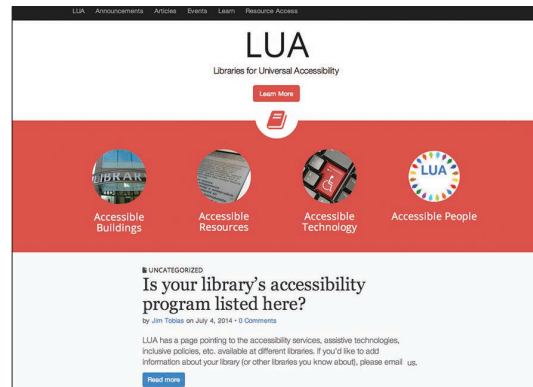 LUA Announcements Articles Events Learn Resource Access
LUA
Libraries for Universal Accessibility
Learn More
LIBRAR
LUA
Accessible Buildings
Accessible Resources
Accessible Technology
Accessible People
UNCATEGORIZED
Is your library's accessibility
program listed here?
by Jim Tobias on July 4, 2014 • 0 Comments
LUA has a page pointing to the accessibility services, assistive technologies,
inclusive policies, etc. available at different libraries. If you'd like to add
information about your library (or other libraries you know about), please email us.
Read more